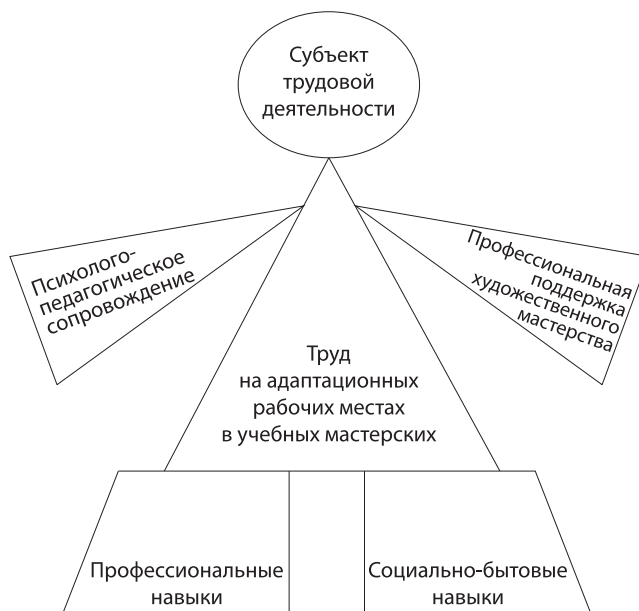 Субъект
трудовой
деятельности
Психолого-
педагогическое
сопровождение
Профессиональная
поддержка
художественного
мастерства
Труд
на адаптационных
рабочих местах
в учебных мастерских
Профессиональные
навыки
Социально-бытовые
навыки